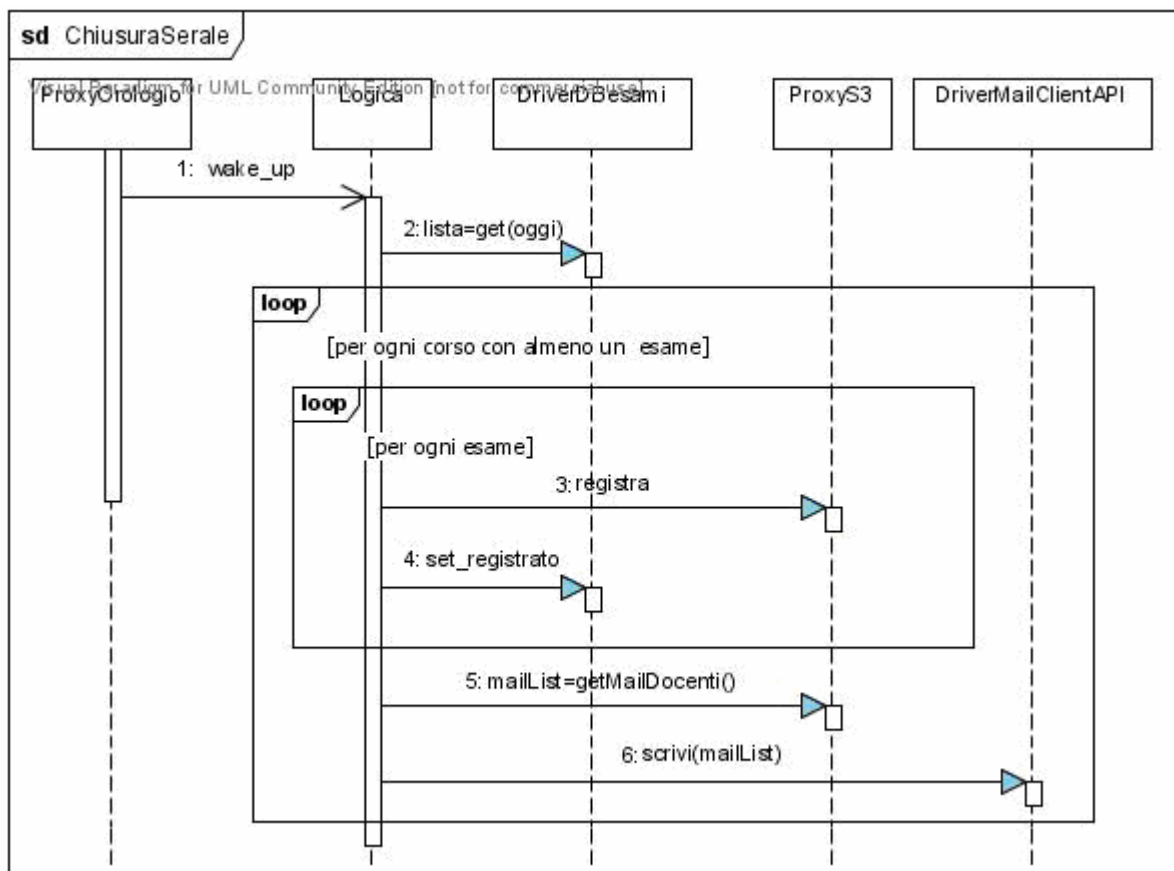 sd ChiusuraSerale
Visual Paradigm for UML Community Edition [not for commercial use]
ProxyOrologio
Logica
DriverDBesami
ProxyS3
DriverMailClientAPI
1: wake_up
2: lista=get(oggi)
loop
[per ogni corso con almeno un esame]
loop
[per ogni esame]
3: registra
4: set_registrato
5: mailList=getMailDocenti()
6: scrivi(mailList)